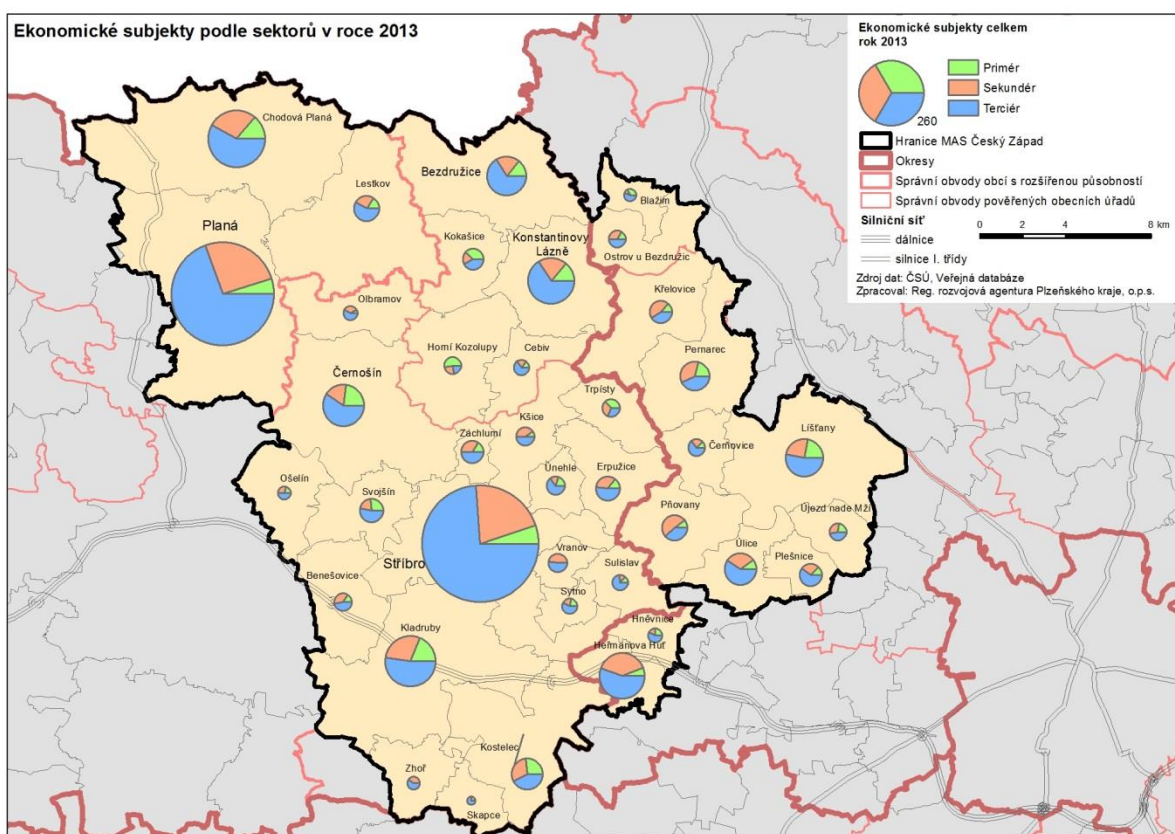 Ekonomické subjekty podle sektorů v roce 2013
Ekonomické subjekty celkem
rok 2013
Primér
Sekundér
Terciér
260
Hranice MAS Český Západ
Okresy
Správní obvody obcí s rozšířenou působností
Správní obvody pověřených obecních úřadů
Silniční síť
dálnice
silnice I. třídy
0 2 4 8 km
Zdroj dat: ČSÚ, Veřejná databáze
Zpracoval: Reg. rozvojová agentura Plzeňského kraje, o.p.s.
Chodová Planá
Lestkov
Bezdružice
Blažim
Planá
Kokašice
Konstantinovy
Lázně
Ostrov u Bezdružic
Olbramov
Křelovice
Horní Kozolupy
Cebiv
Pernarec
Černošín
Trpísty
Kšice
Záchlumí
Čerňovice
Líšťany
Ošelín
Svojšín
Únehle
Erpužice
Pňovany
Újezd nade Mží
Stříbro
Vranov
Sulislav
Úlice
Plešnice
Benešovice
Sytno
Kladruby
Hněvnice
Heřmanova Huť
Kostelec
Zhoř
Skapce